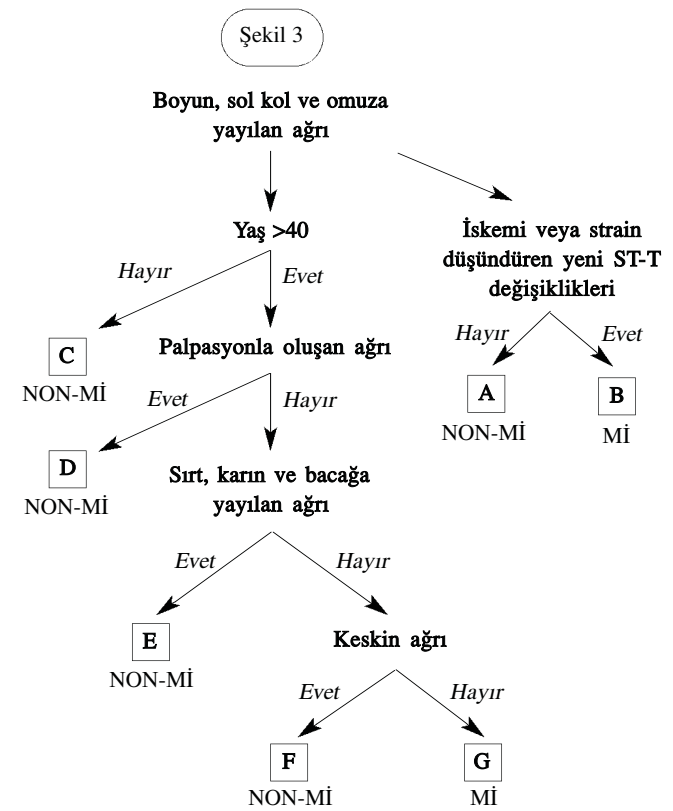 Şekil 3
Boyun, sol kol ve omuza
yayılan ağrı
Yaş >40
İskemi veya strain
düşündüren yeni ST-T
değişiklikleri
Hayır
Evet
Hayır
Evet
C
NON-Mİ
Palpasyonla oluşan ağrı
A
NON-Mİ
B
Mİ
Evet
Hayır
D
NON-Mİ
Sırt, karın ve bacağa
yayılan ağrı
Evet
Hayır
E
NON-Mİ
Keskin ağrı
Evet
Hayır
F
NON-Mİ
G
Mİ